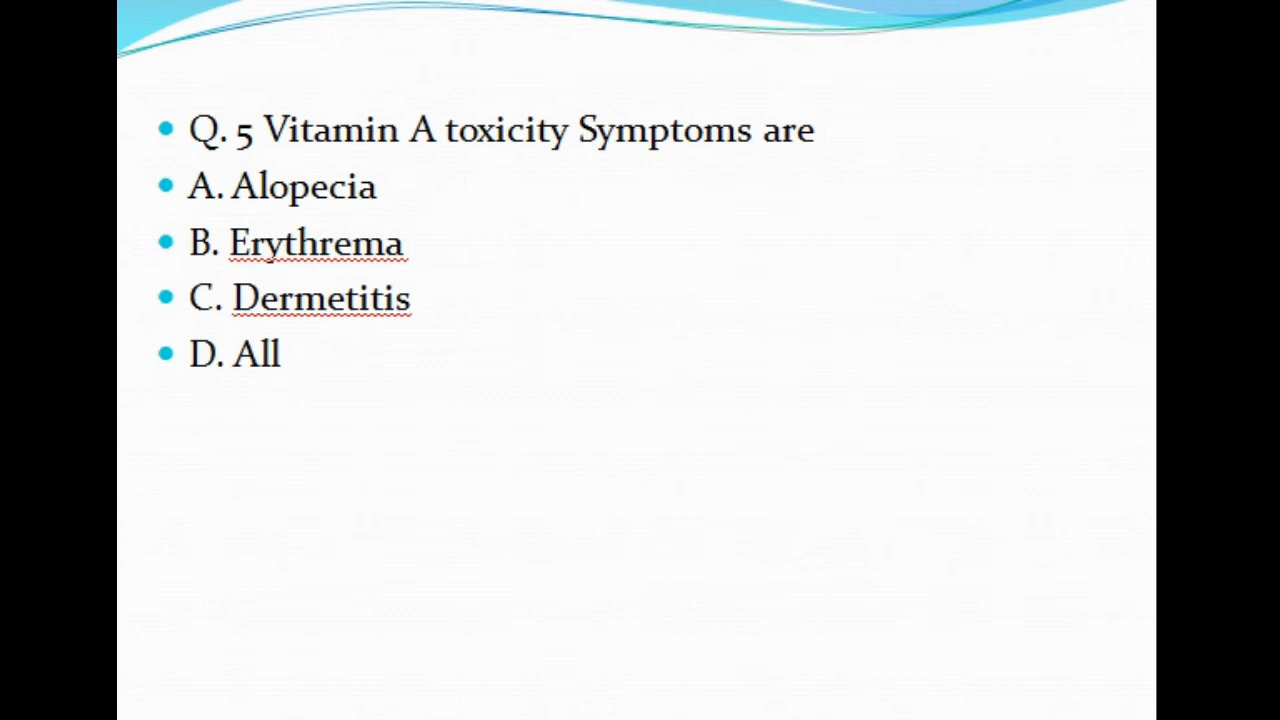 Q. 5 Vitamin A toxicity Symptoms are
A. Alopecia
B. Erythrema
C. Dermetitis
D. All